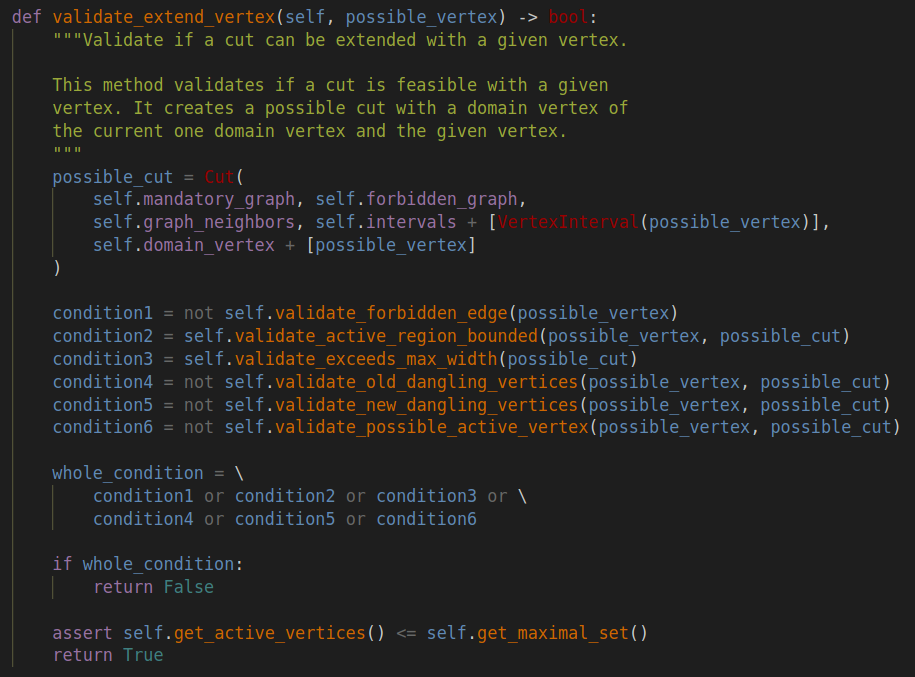 def validate_extend_vertex(self, possible_vertex) -> bool:
    """Validate if a cut can be extended with a given vertex.

    This method validates if a cut is feasible with a given
    vertex. It creates a possible cut with a domain vertex of
    the current one domain vertex and the given vertex.
    """
    possible_cut = Cut(
        self.mandatory_graph, self.forbidden_graph,
        self.graph_neighbors, self.intervals + [VertexInterval(possible_vertex)],
        self.domain_vertex + [possible_vertex]
    )

    condition1 = not self.validate_forbidden_edge(possible_vertex)
    condition2 = self.validate_active_region_bounded(possible_vertex, possible_cut)
    condition3 = self.validate_exceeds_max_width(possible_cut)
    condition4 = not self.validate_old_dangling_vertices(possible_vertex, possible_cut)
    condition5 = not self.validate_new_dangling_vertices(possible_vertex, possible_cut)
    condition6 = not self.validate_possible_active_vertex(possible_vertex, possible_cut)

    whole_condition = \
        condition1 or condition2 or condition3 or \
        condition4 or condition5 or condition6

    if whole_condition:
        return False

    assert self.get_active_vertices() <= self.get_maximal_set()
    return True